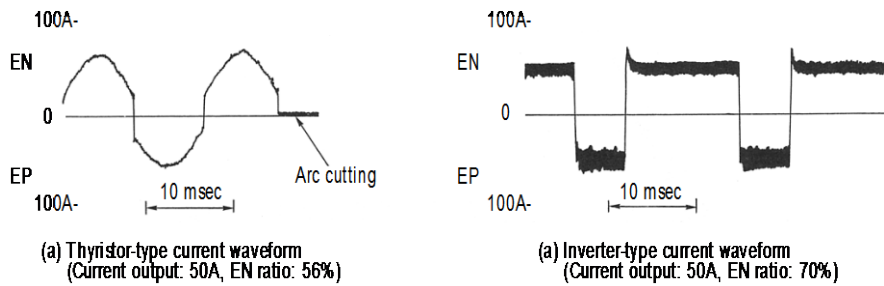 100A-
EN
0
EP
100A-
10 msec
Arc cutting
(a) Thyristor-type current waveform
(Current output: 50A, EN ratio: 56%)
100A-
EN
0
EP
100A-
10 msec
(a) Inverter-type current waveform
(Current output: 50A, EN ratio: 70%)